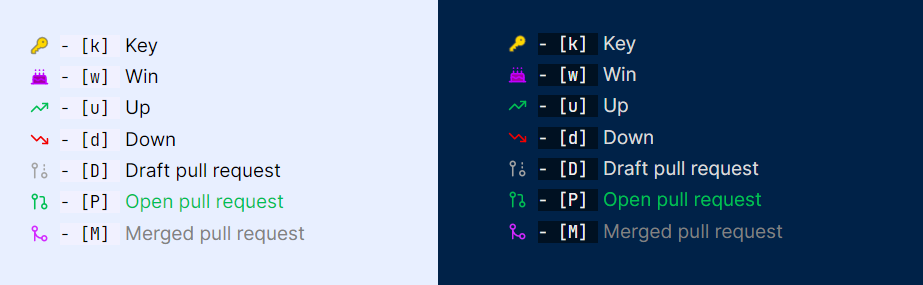 - [k] Key
- [w] Win
- [u] Up
- [d] Down
- [D] Draft pull request
- [P] Open pull request
- [M] Merged pull request
- [k] Key
- [w] Win
- [u] Up
- [d] Down
- [D] Draft pull request
- [P] Open pull request
- [M] Merged pull request